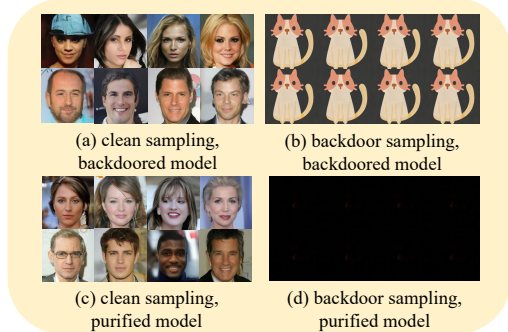 (a) clean sampling,
backdoored model
(b) backdoor sampling,
backdoored model
(c) clean sampling,
purified model
(d) backdoor sampling,
purified model